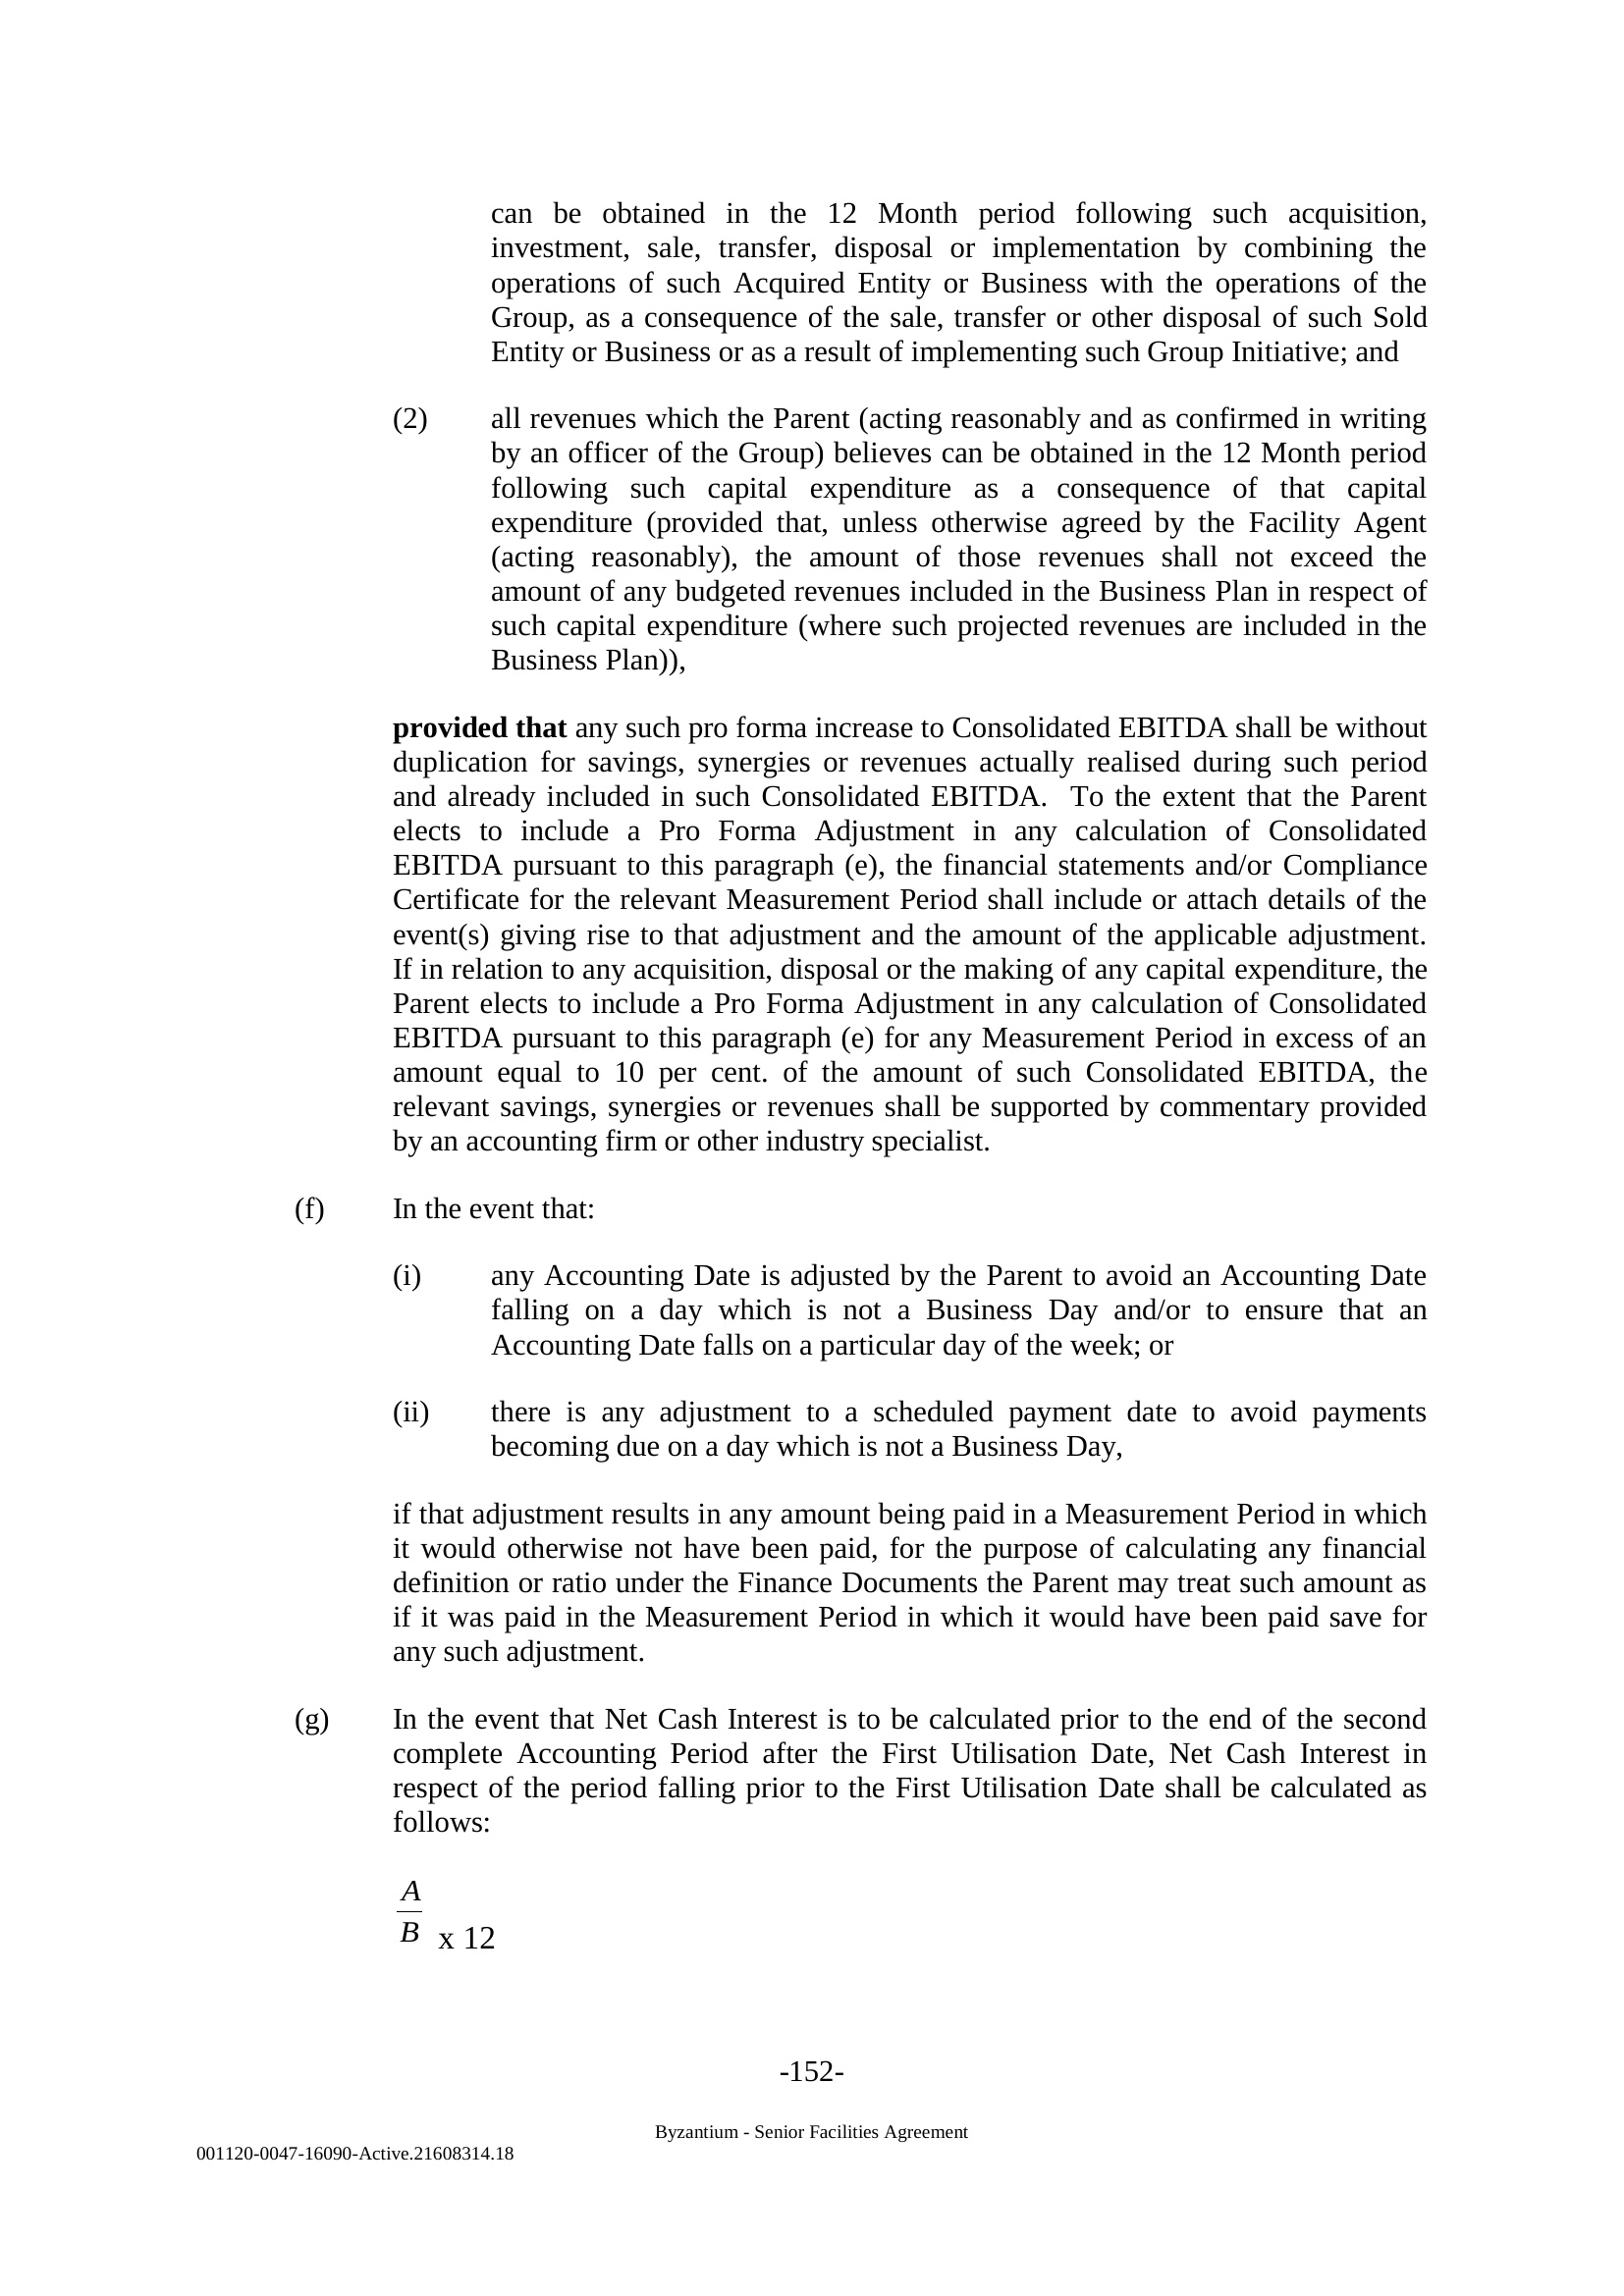 can be obtained in the 12 Month period following such acquisition,
investment, sale, transfer, disposal or implementation by combining the
operations of such Acquired Entity or Business with the operations of the
Group, as a consequence of the sale, transfer or other disposal of such Sold
Entity or Business or as a result of implementing such Group Initiative; and
(2) all revenues which the Parent (acting reasonably and as confirmed in writing
by an officer of the Group) believes can be obtained in the 12 Month period
following such capital expenditure as a consequence of that capital
expenditure (provided that, unless otherwise agreed by the Facility Agent
(acting reasonably), the amount of those revenues shall not exceed the
amount of any budgeted revenues included in the Business Plan in respect of
such capital expenditure (where such projected revenues are included in the
Business Plan)),
provided that any such pro forma increase to Consolidated EBITDA shall be without
duplication for savings, synergies or revenues actually realised during such period
and already included in such Consolidated EBITDA. To the extent that the Parent
elects to include a Pro Forma Adjustment in any calculation of Consolidated
EBITDA pursuant to this paragraph (e), the financial statements and/or Compliance
Certificate for the relevant Measurement Period shall include or attach details of the
event(s) giving rise to that adjustment and the amount of the applicable adjustment.
If in relation to any acquisition, disposal or the making of any capital expenditure, the
Parent elects to include a Pro Forma Adjustment in any calculation of Consolidated
EBITDA pursuant to this paragraph (e) for any Measurement Period in excess of an
amount equal to 10 per cent. of the amount of such Consolidated EBITDA, the
relevant savings, synergies or revenues shall be supported by commentary provided
by an accounting firm or other industry specialist.
(f) In the event that:
(i) any Accounting Date is adjusted by the Parent to avoid an Accounting Date
falling on a day which is not a Business Day and/or to ensure that an
Accounting Date falls on a particular day of the week; or
(ii) there is any adjustment to a scheduled payment date to avoid payments
becoming due on a day which is not a Business Day,
if that adjustment results in any amount being paid in a Measurement Period in which
it would otherwise not have been paid, for the purpose of calculating any financial
definition or ratio under the Finance Documents the Parent may treat such amount as
if it was paid in the Measurement Period in which it would have been paid save for
any such adjustment.
(g) In the event that Net Cash Interest is to be calculated prior to the end of the second
complete Accounting Period after the First Utilisation Date, Net Cash Interest in
respect of the period falling prior to the First Utilisation Date shall be calculated as
follows:
A
B x 12
-152-
Byzantium - Senior Facilities Agreement
001120-0047-16090-Active.21608314.18